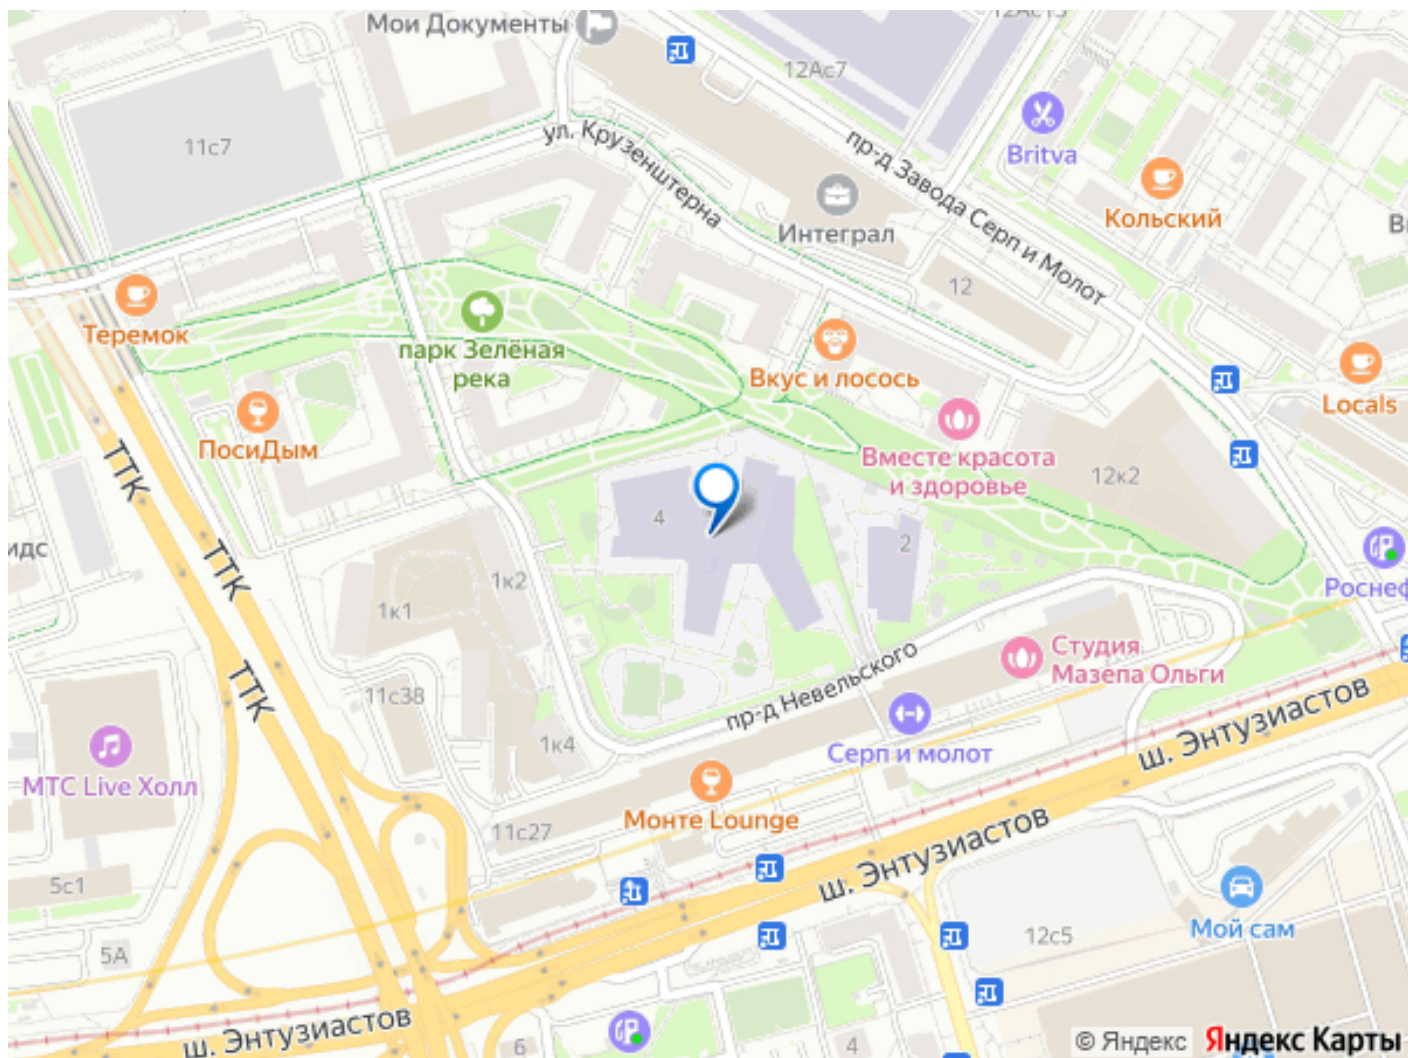 Мои Документы
12Ас15
12Ас7
11с7
ул. Крузенштерна
пр-д Завода Серп и Молот
Britva
Кольский
Интеграл
12
Теремок
парк Зелёная
река
Вкус и лосось
Locals
ПосиДым
Вместе красота
и здоровье
12к2
ТТК
4
2
ТТК
1к2
1к1
Роснеф
ТТК
Студия
Мазепа Ольги
11с38
пр-д Невельского
1к4
Серп и молот
ш. Энтузиастов
МТС Live Холл
Монте Lounge
11с27
ш. Энтузиастов
5с1
Мой сам
12с5
5А
ш. Энтузиастов
6
4
© Яндекс Яндекс Карты